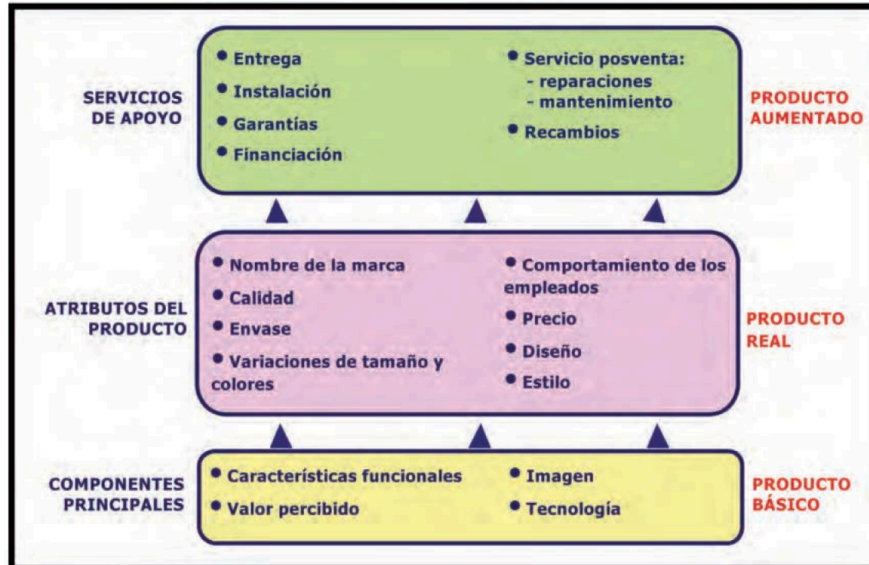 SERVICIOS
DE APOYO
• Entrega
• Instalación
• Garantías
• Financiación
• Servicio posventa:
- reparaciones
- mantenimiento
• Recambios
PRODUCTO
AUMENTADO
ATRIBUTOS DEL
PRODUCTO
• Nombre de la marca
• Calidad
• Envase
• Variaciones de tamaño y
colores
• Comportamiento de los
empleados
• Precio
• Diseño
• Estilo
PRODUCTO
REAL
COMPONENTES
PRINCIPALES
• Característícas funcionales
• Valor percibido
• Imagen
• Tecnología
PRODUCTO
BÁSICO